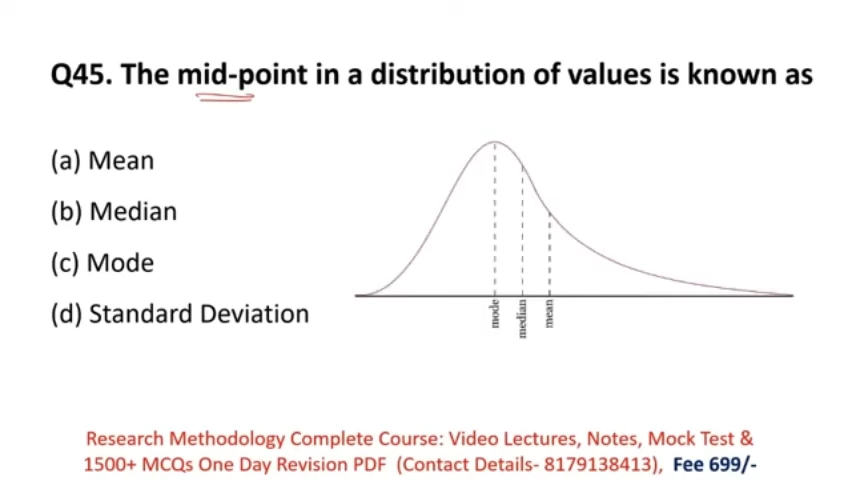 Q45. The mid-point in a distribution of values is known as
(a) Mean
(b) Median
(c) Mode
(d) Standard Deviation
mode
median
mean
Research Methodology Complete Course: Video Lectures, Notes, Mock Test &
1500+ MCQs One Day Revision PDF (Contact Details- 8179138413), Fee 699/-